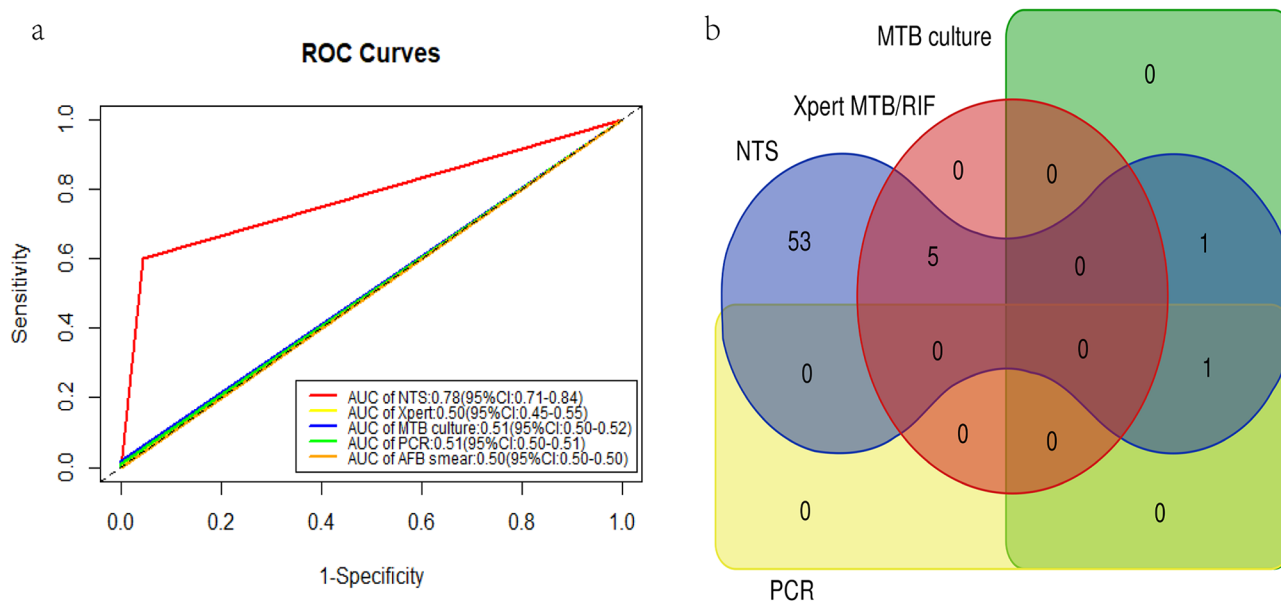 a
ROC Curves
Sensitivity
1.0
0.8
0.6
0.4
0.2
0.0
AUC of NTS:0.78(95%CI:0.71-0.84)
AUC of Xpert:0.50(95%CI:0.45-0.55)
AUC of MTB culture:0.51(95%CI:0.50-0.52)
AUC of PCR:0.51(95%CI:0.50-0.51)
AUC of AFB smear:0.50(95%CI:0.50-0.50)
0.0 0.2 0.4 0.6 0.8 1.0
1-Specificity
b
MTB culture
0
Xpert MTB/RIF
NTS
0 0
53 5 0 1
0 0 0 1
0 0
0 0
PCR